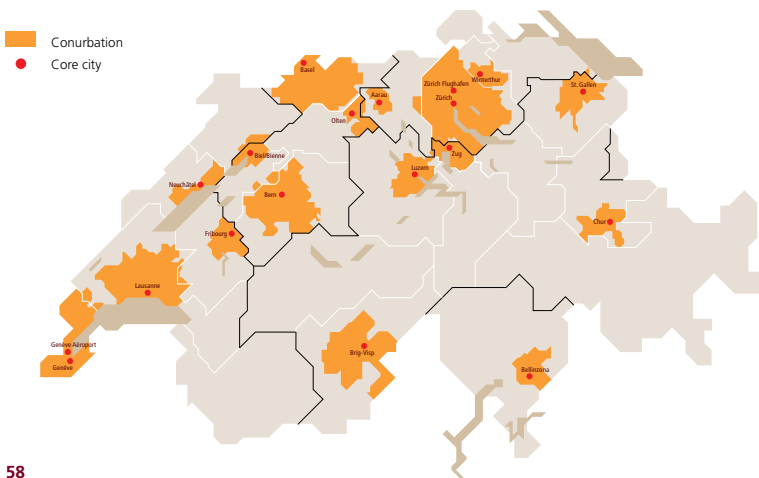 Conurbation
Core city
Basel
Winterthur
Zürich Flughafen
St. Gallen
Aarau
Zürich
Olten
Biel/Bienne
Zug
Luzern
Neuchâtel
Bern
Chur
Fribourg
Lausanne
Genève Aéroport
Brig-Visp
Genève
Bellinzona
58